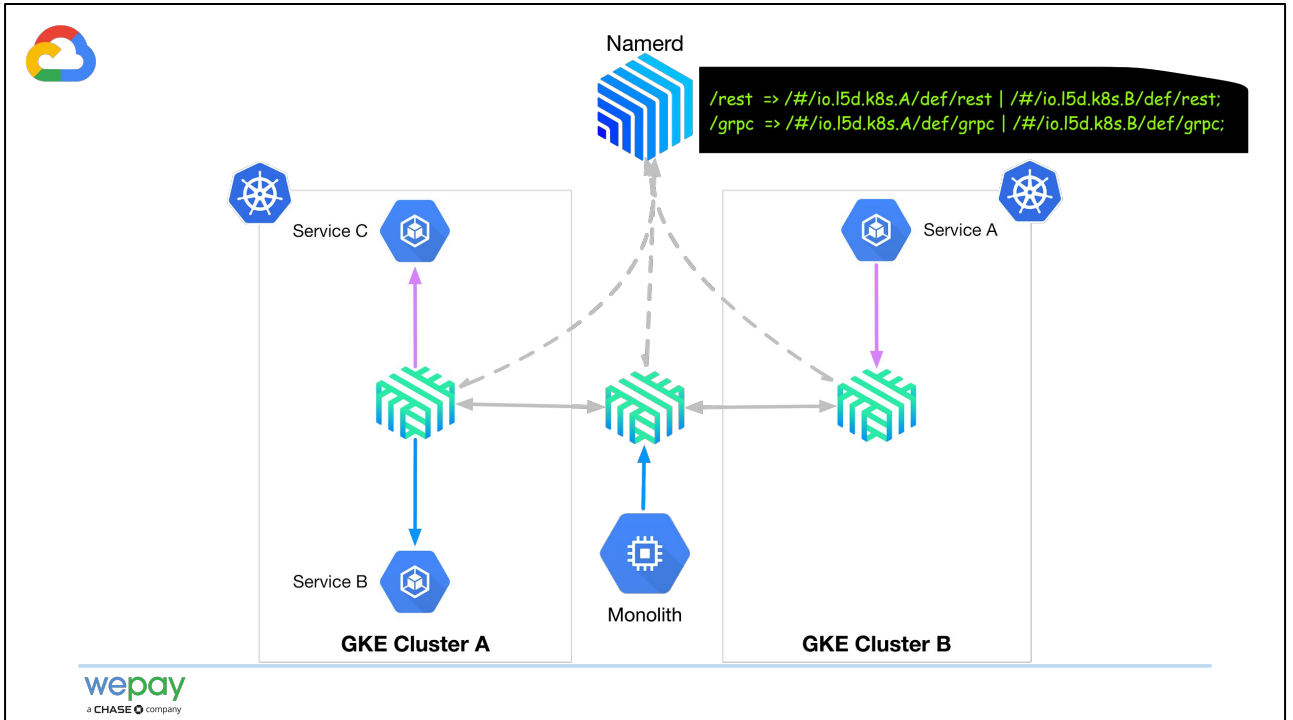 Namerd
/rest => /#/io.l5d.k8s.A/def/rest | /#/io.l5d.k8s.B/def/rest;
/grpc => /#/io.l5d.k8s.A/def/grpc | /#/io.l5d.k8s.B/def/grpc;
Service C
Service A
Service B
Monolith
GKE Cluster A
GKE Cluster B
wepay
a CHASE company